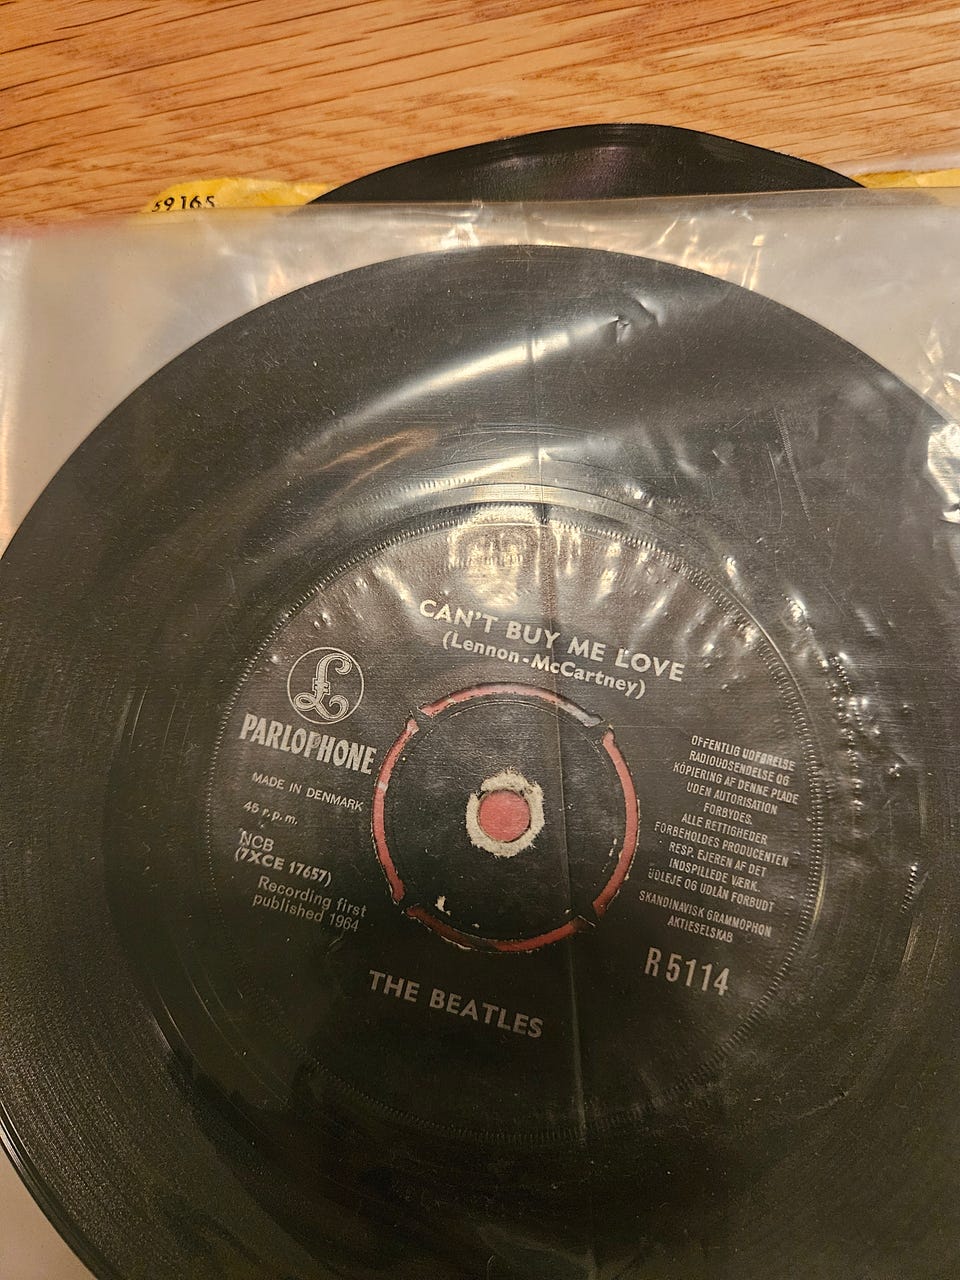 59165
CAN'T BUY ME LOVE
(Lennon-McCartney)
£
PARLOPHONE
MADE IN DENMARK
45 r.p.m.
NCB
(7XCE 17657)
Recording first
published 1964
OFFENTLIG UDFØRELSE
RADIOUDSENDELSE OG
KOPIERING AF DENNE PLADE
UDEN AUTORISATION
FORBYDES.
ALLE RETTIGHEDER
FORBEHOLDES PRODUCENTEN
RESP. EJEREN AF DET
INDSPILLEDE VÆRK.
UDLEJE OG UDLÅN FORBUDT
SKANDINAVISK GRAMMOPHON
AKTIESELSKAB
R 5114
THE BEATLES